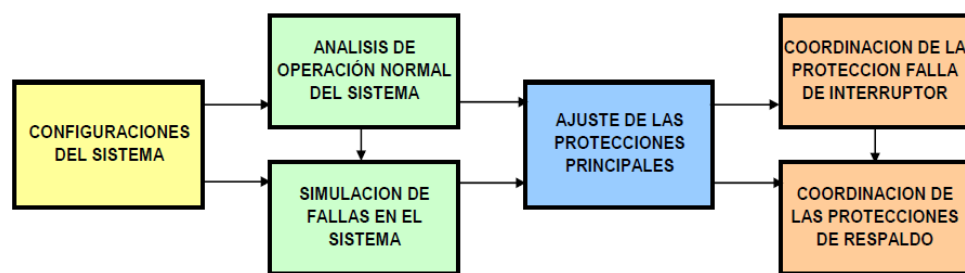 CONFIGURACIONES
DEL SISTEMA
ANALISIS DE
OPERACIÓN NORMAL
DEL SISTEMA
SIMULACION DE
FALLAS EN EL
SISTEMA
AJUSTE DE LAS
PROTECCIONES
PRINCIPALES
COORDINACION DE LA
PROTECCION FALLA
DE INTERRUPTOR
COORDINACION DE
LAS PROTECCIONES
DE RESPALDO